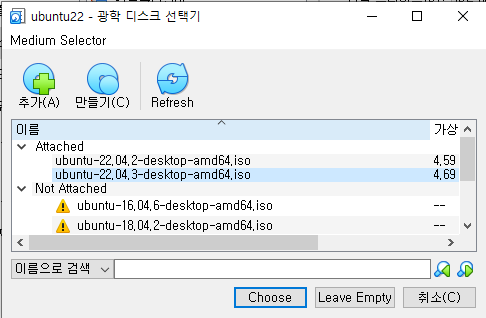 ubuntu22 - 광학 디스크 선택기
Medium Selector
추가(A) 만들기(C) Refresh
이름 가상
Attached
ubuntu-22.04.2-desktop-amd64.iso 4.59
ubuntu-22.04.3-desktop-amd64.iso 4.69
Not Attached
ubuntu-16.04.6-desktop-amd64.iso --
ubuntu-18.04.2-desktop-amd64.iso --
이름으로 검색
Choose Leave Empty 취소(C)